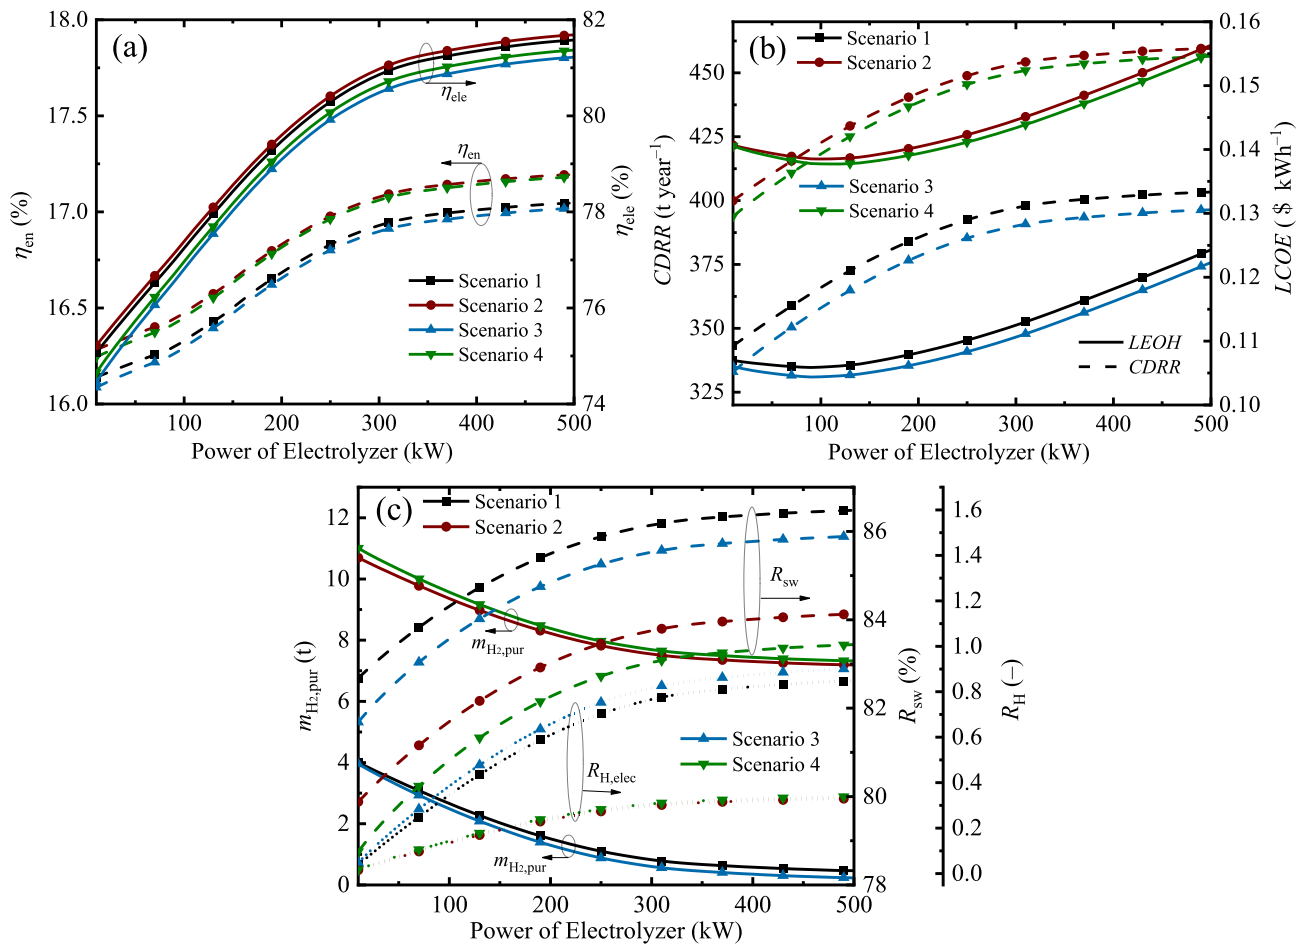 (a)
18.0
17.5
17.0
16.5
16.0
η_en (%)
82
80
78
76
74
η_ele (%)
η_ele
η_en
Scenario 1
Scenario 2
Scenario 3
Scenario 4
0
100
200
300
400
500
Power of Electrolyzer (kW)
(b)
Scenario 1
Scenario 2
Scenario 3
Scenario 4
450
425
400
375
350
325
CDRR (t year⁻¹)
0.16
0.15
0.14
0.13
0.12
0.11
0.10
LCOE ($ kWh⁻¹)
LEOH
CDRR
0
100
200
300
400
500
Power of Electrolyzer (kW)
(c)
Scenario 1
Scenario 2
Scenario 3
Scenario 4
12
10
8
6
4
2
0
m_H₂,pur (t)
86
84
82
80
78
R_sw (%)
1.6
1.4
1.2
1.0
0.8
0.6
0.4
0.2
0.0
R_H (–)
R_sw
m_H₂,pur
R_H,elec
m_H₂,pur
0
100
200
300
400
500
Power of Electrolyzer (kW)